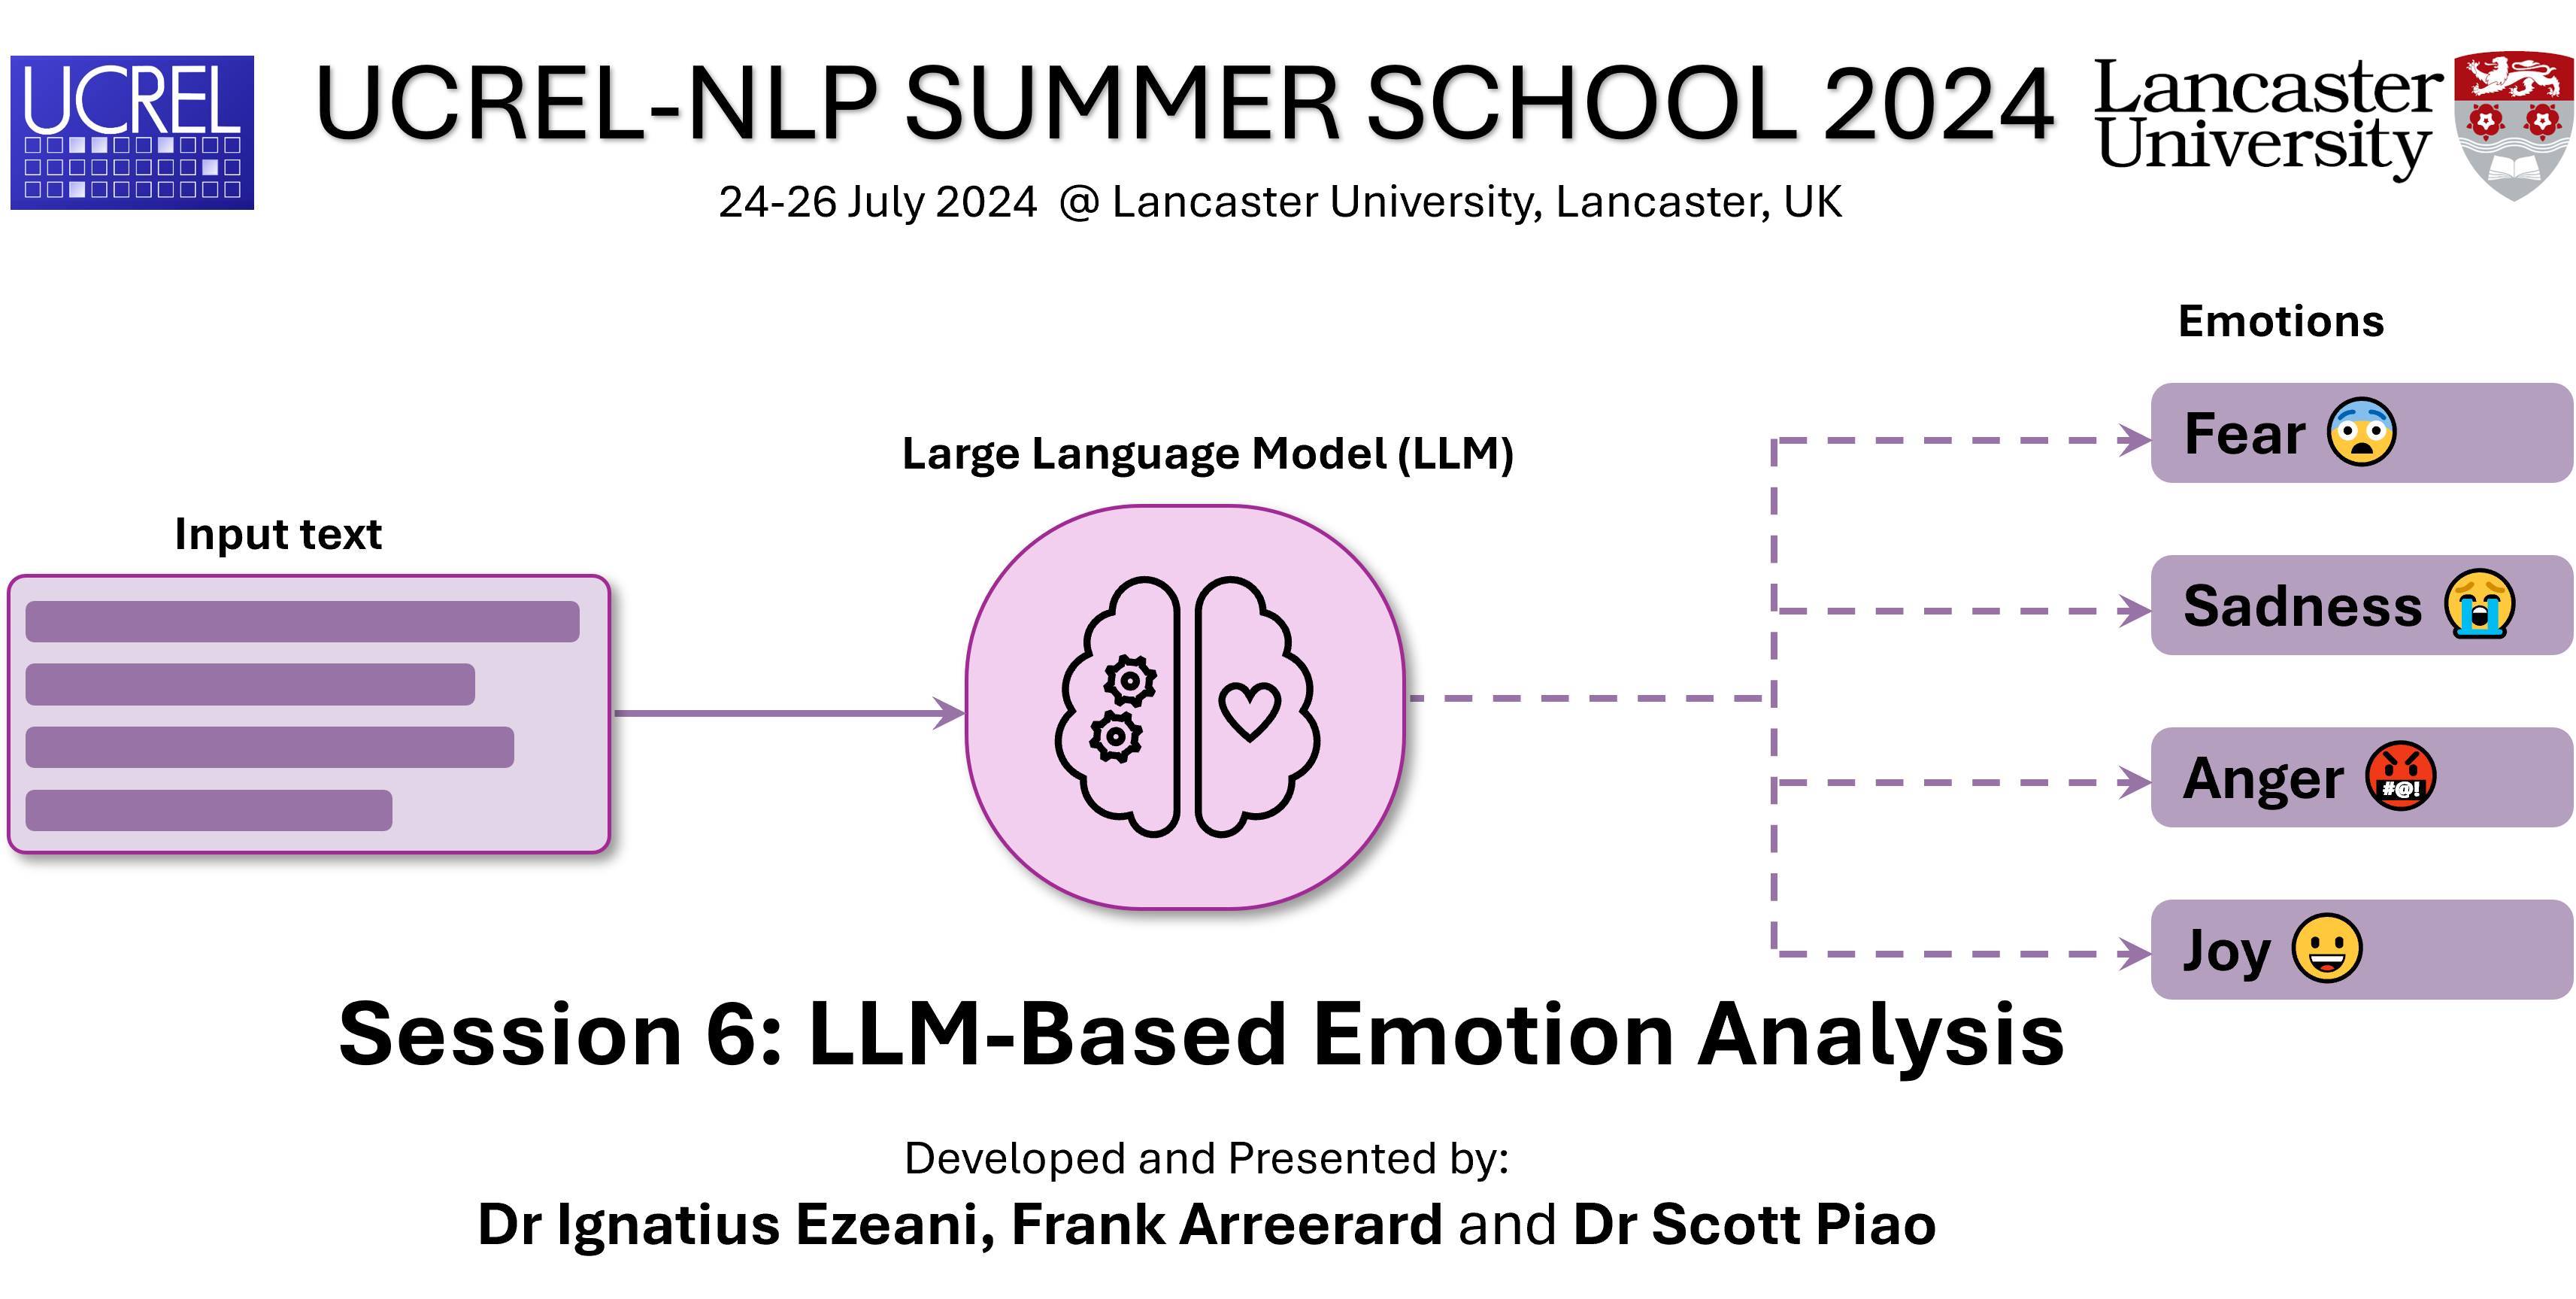 UCREL
UCREL-NLP SUMMER SCHOOL 2024
Lancaster
University
24-26 July 2024 @ Lancaster University, Lancaster, UK
Emotions
Fear
Large Language Model (LLM)
Input text
Sadness
Anger
#@!
Joy
Session 6: LLM-Based Emotion Analysis
Developed and Presented by:
Dr Ignatius Ezeani, Frank Arreerard and Dr Scott Piao